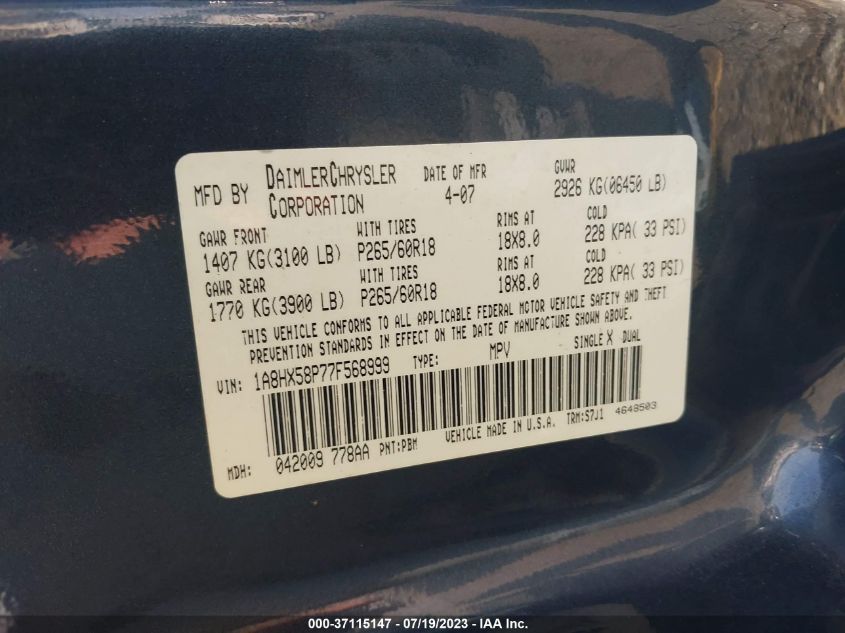 MFD BY DAIMLERCHRYSLER CORPORATION DATE OF MFR 4-07 GVWR 2926 KG(06450 LB)
GAWR FRONT WITH TIRES RIMS AT COLD
1407 KG(3100 LB) P265/60R18 18X8.0 228 KPA( 33 PSI)
GAWR REAR WITH TIRES RIMS AT COLD
1770 KG(3900 LB) P265/60R18 18X8.0 228 KPA( 33 PSI)
THIS VEHICLE CONFORMS TO ALL APPLICABLE FEDERAL MOTOR VEHICLE SAFETY AND THEFT
PREVENTION STANDARDS IN EFFECT ON THE DATE OF MANUFACTURE SHOWN ABOVE.
VIN: 1A8HX58P77F568999 TYPE: MPV SINGLE X DUAL
MDH: 042009 778AA PNT:PBM VEHICLE MADE IN U.S.A. TRM:S7J1 4648503
000-37115147 - 07/19/2023 - IAA Inc.